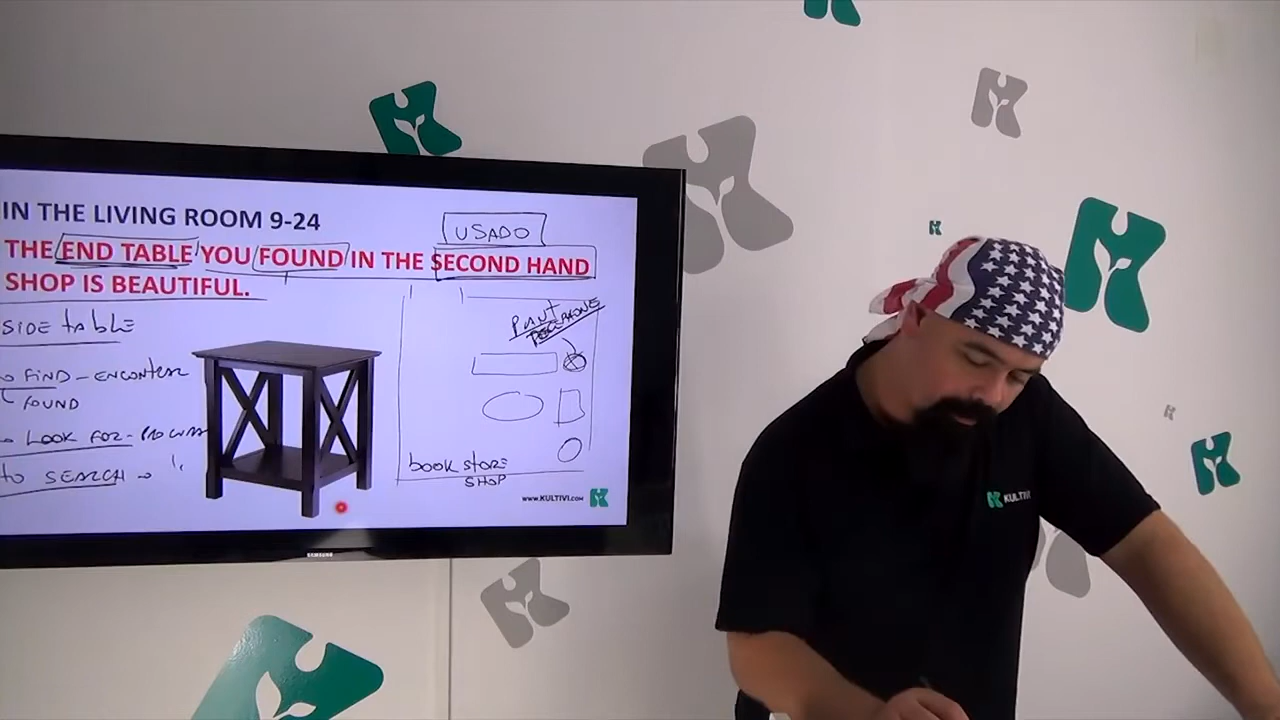 IN THE LIVING ROOM 9-24
USADO
THE END TABLE YOU FOUND IN THE SECOND HAND
SHOP IS BEAUTIFUL.
SIDE table
FIND - ENCONTRAR
FOUND
LOOK FOR -
to SEARCH
book store
SHOP
www.KULTIVI.com
KULTIVI